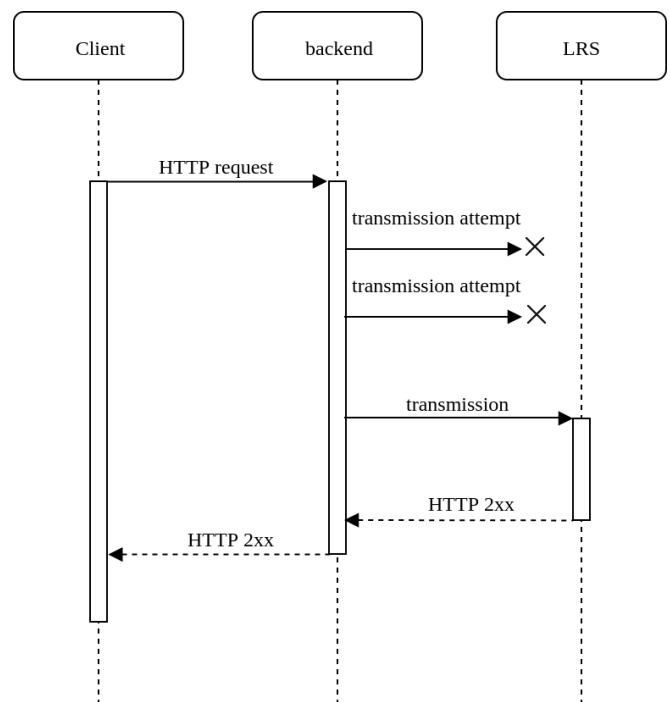 Client
backend
LRS
HTTP request
transmission attempt
transmission attempt
transmission
HTTP 2xx
HTTP 2xx